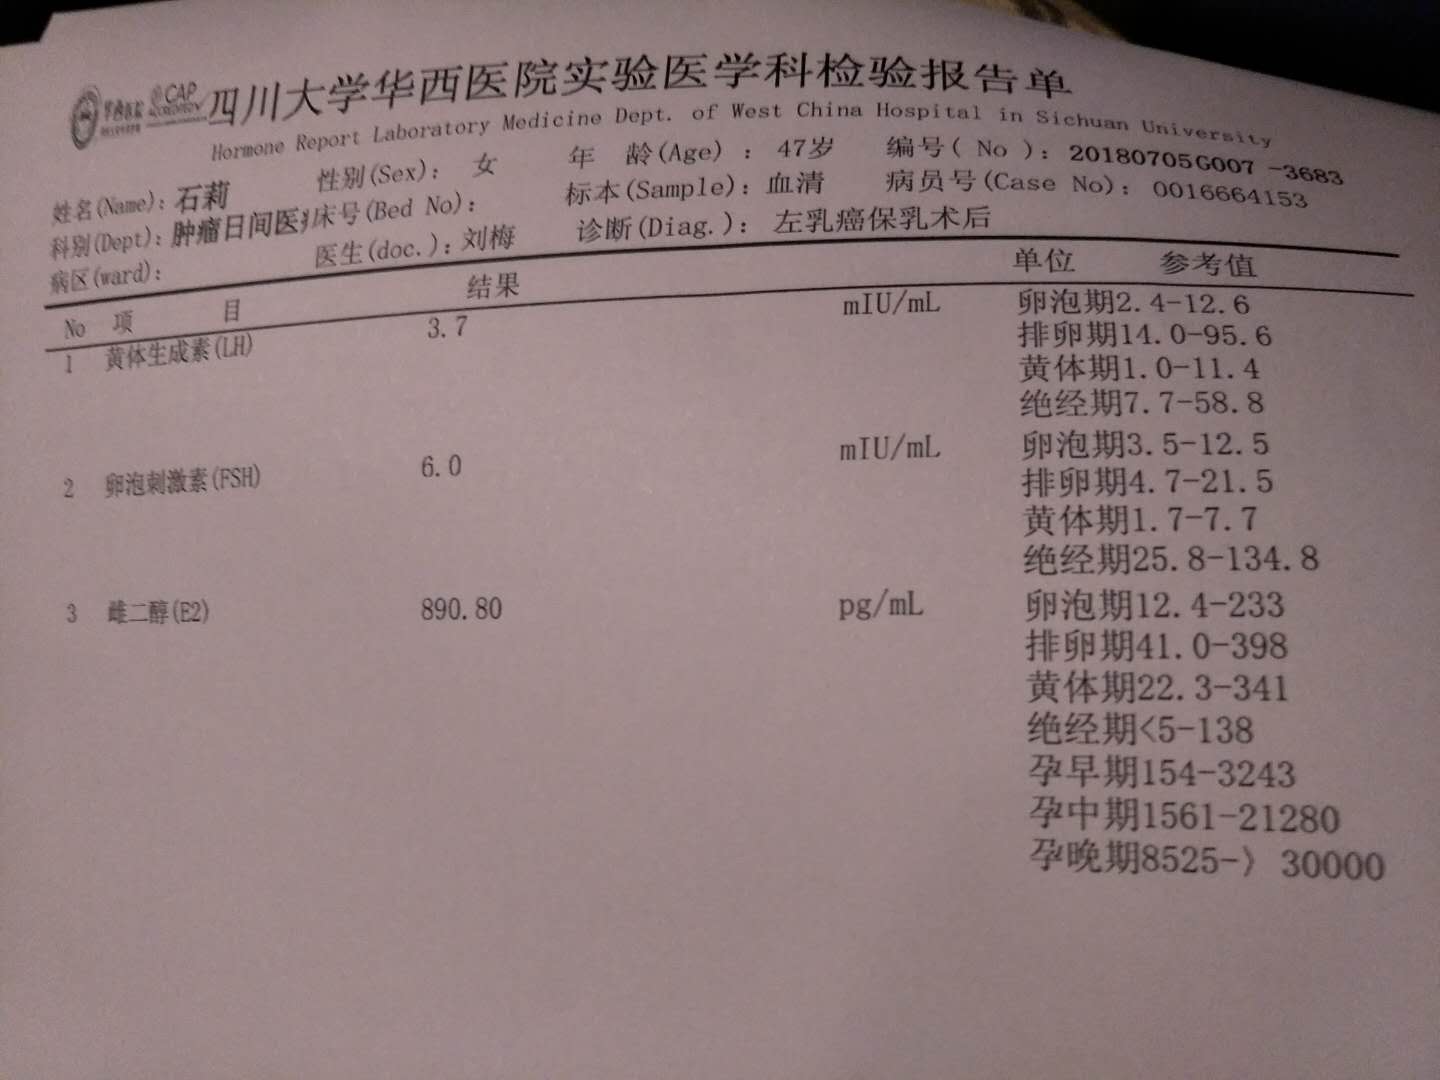 华西医院 CAP 四川大学华西医院实验医学科检验报告单
Hormone Report Laboratory Medicine Dept. of West China Hospital in Sichuan University
姓名(Name): 石莉 性别(Sex): 女 年 龄(Age) : 47岁 编号( No ): 20180705G007 -3683
科别(Dept): 肿瘤日间医 床号(Bed No): 标本(Sample): 血清 病员号(Case No): 0016664153
病区(ward): 医生(doc.): 刘梅 诊断(Diag.): 左乳癌保乳术后
No 项 目 结果 单位 参考值
1 黄体生成素(LH) 3.7 mIU/mL 卵泡期2.4-12.6
排卵期14.0-95.6
黄体期1.0-11.4
绝经期7.7-58.8
2 卵泡刺激素(FSH) 6.0 mIU/mL 卵泡期3.5-12.5
排卵期4.7-21.5
黄体期1.7-7.7
绝经期25.8-134.8
3 雌二醇(E2) 890.80 pg/mL 卵泡期12.4-233
排卵期41.0-398
黄体期22.3-341
绝经期<5-138
孕早期154-3243
孕中期1561-21280
孕晚期8525-〉30000